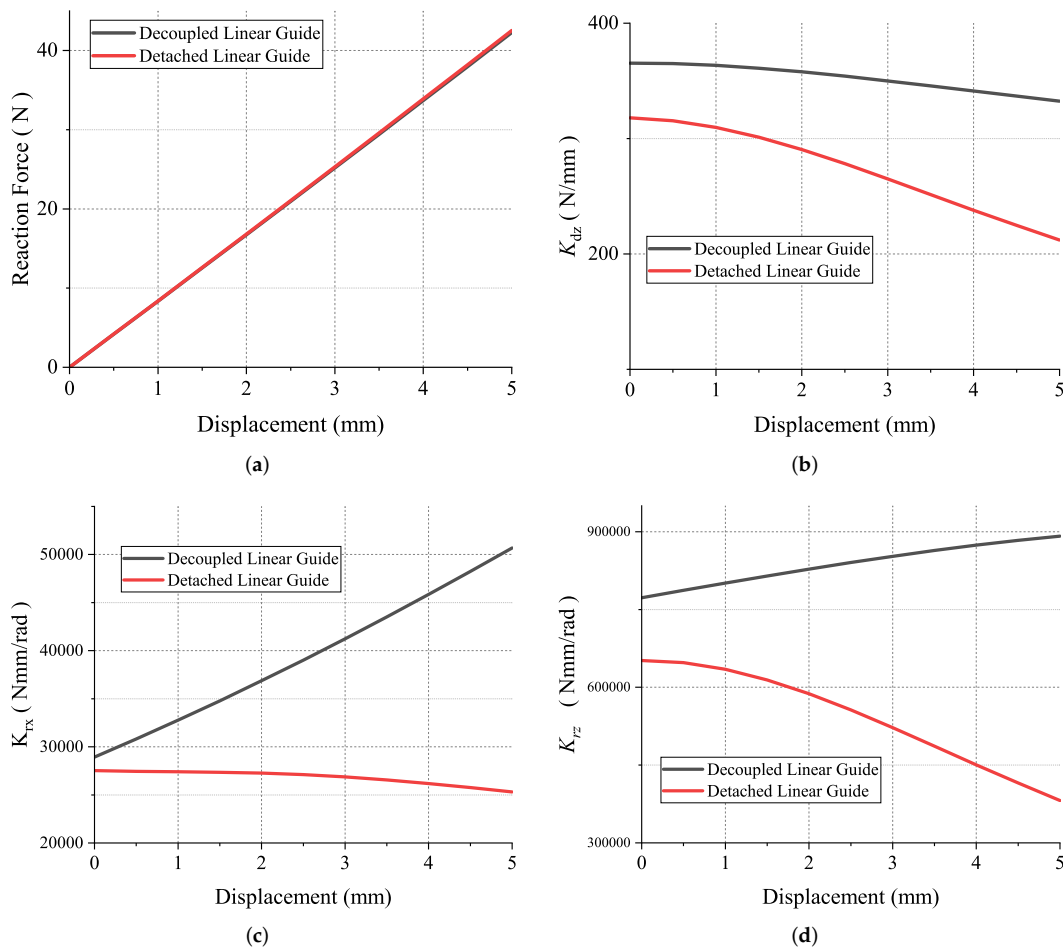 Decoupled Linear Guide
Detached Linear Guide
Reaction Force ( N )
40
20
0
0 1 2 3 4 5
Displacement (mm)
(a)
Decoupled Linear Guide
Detached Linear Guide
Kdz ( N/mm)
400
200
0 1 2 3 4 5
Displacement (mm)
(b)
Decoupled Linear Guide
Detached Linear Guide
Krx ( Nmm/rad )
50000
40000
30000
20000
0 1 2 3 4 5
Displacement (mm)
(c)
Decoupled Linear Guide
Detached Linear Guide
Krz ( Nmm/rad )
900000
600000
300000
0 1 2 3 4 5
Displacement (mm)
(d)